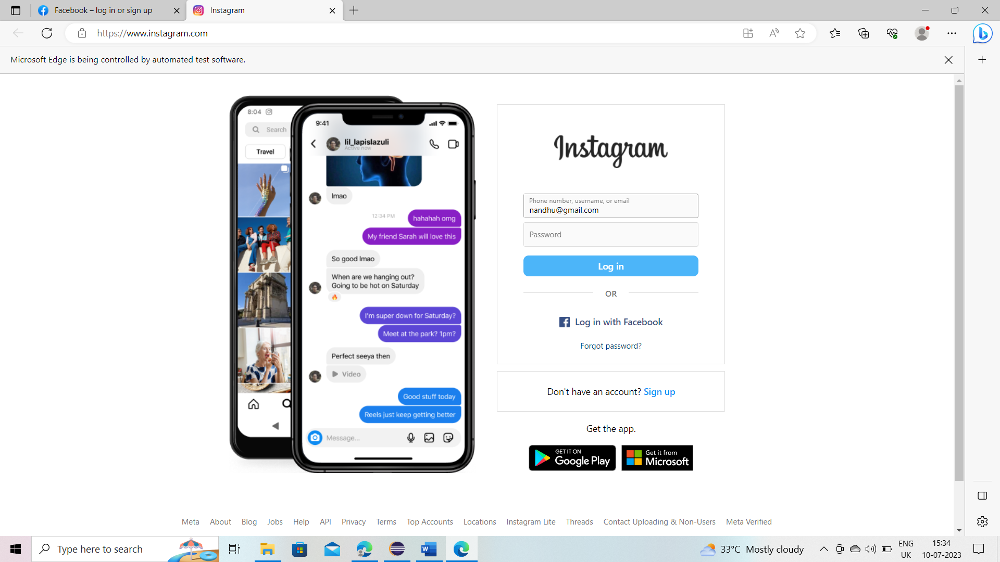 Facebook – log in or sign up
Instagram
https://www.instagram.com
Microsoft Edge is being controlled by automated test software.
8:04
Search
Travel
9:41
lil_lapislazuli
Active now
lmao
12:34 PM
hahahah omg
My friend Sarah will love this
So good lmao
When are we hanging out?
Going to be hot on Saturday
I'm super down for Saturday?
Meet at the park? 1pm?
Perfect seeya then
Video
Good stuff today
Reels just keep getting better
Message...
Instagram
Phone number, username, or email
nandhu@gmail.com
Password
Log in
OR
Log in with Facebook
Forgot password?
Don't have an account? Sign up
Get the app.
GET IT ON
Google Play
Get it from
Microsoft
Meta About Blog Jobs Help API Privacy Terms Top Accounts Locations Instagram Lite Threads Contact Uploading & Non-Users Meta Verified
Type here to search
33°C Mostly cloudy
ENG
UK
15:34
10-07-2023